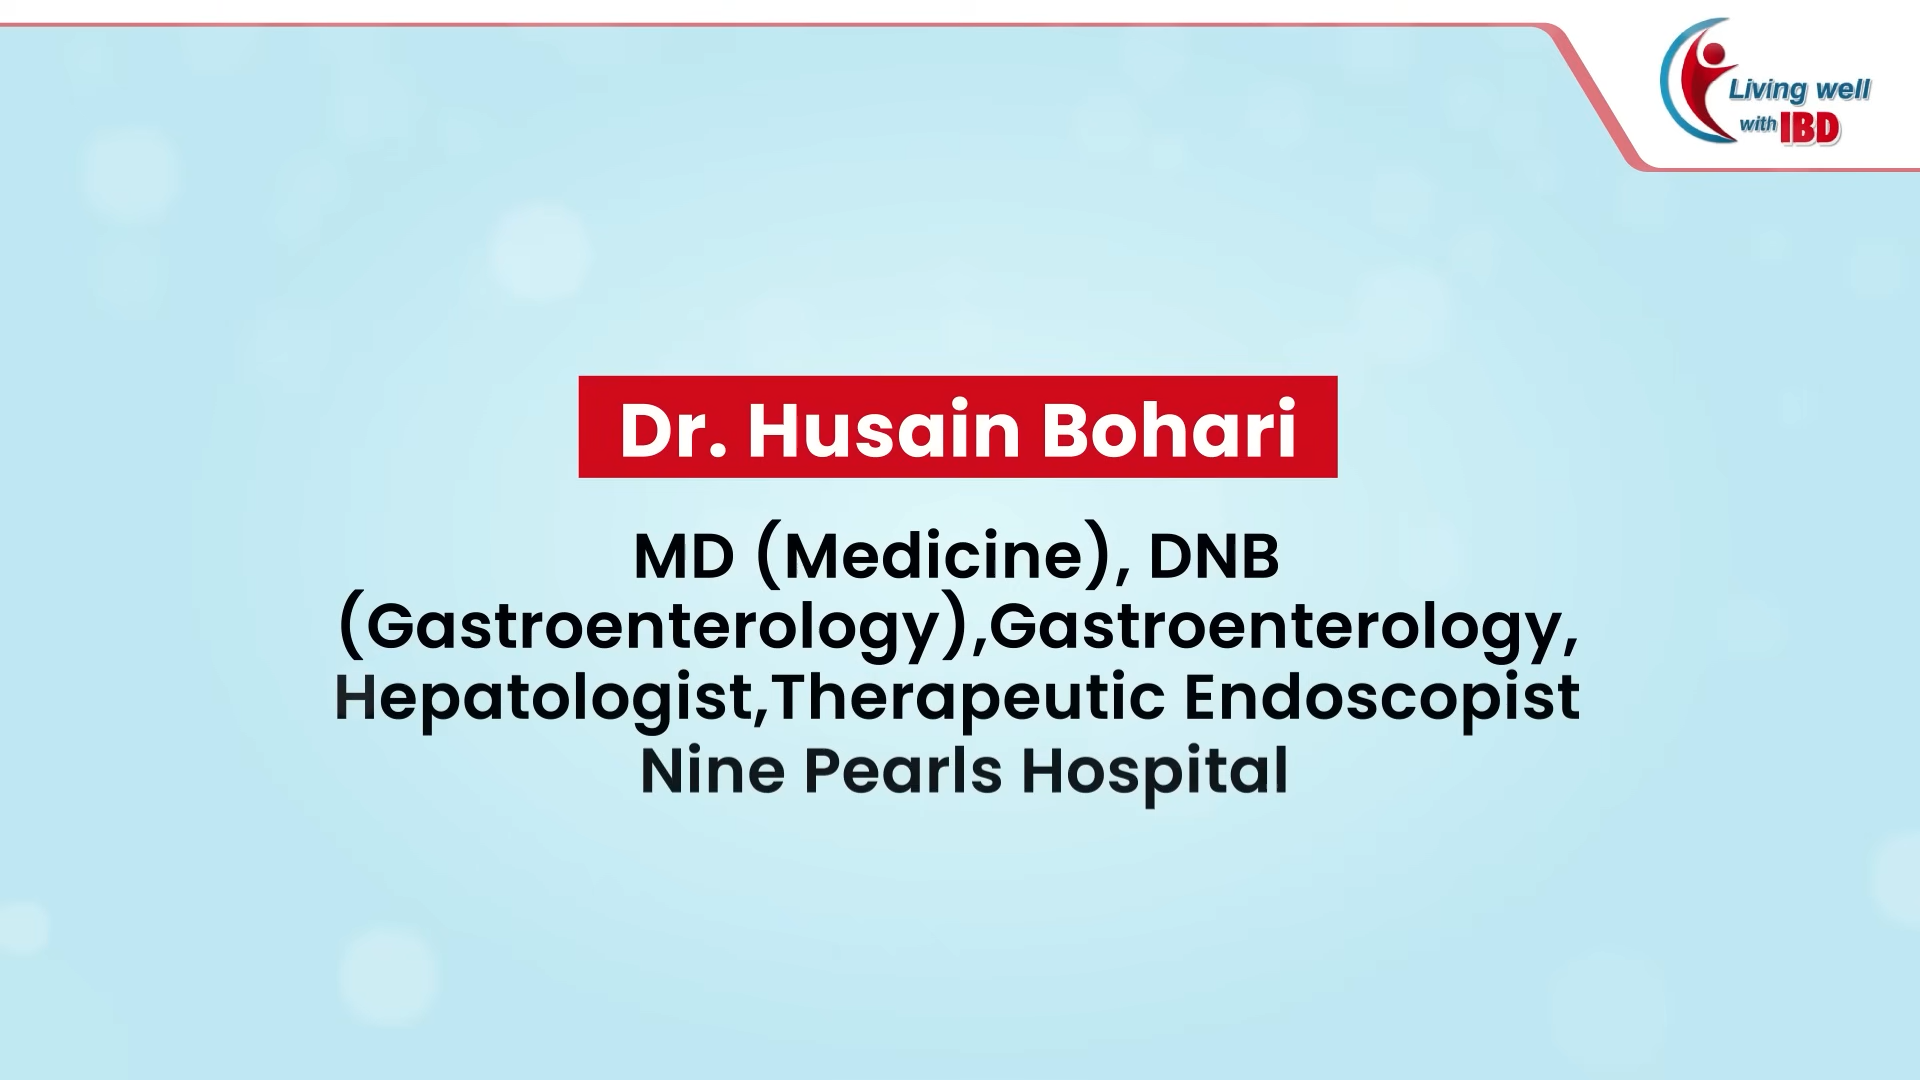 Living well
with IBD
Dr. Husain Bohari
MD (Medicine), DNB
(Gastroenterology),Gastroenterology,
Hepatologist,Therapeutic Endoscopist
Nine Pearls Hospital